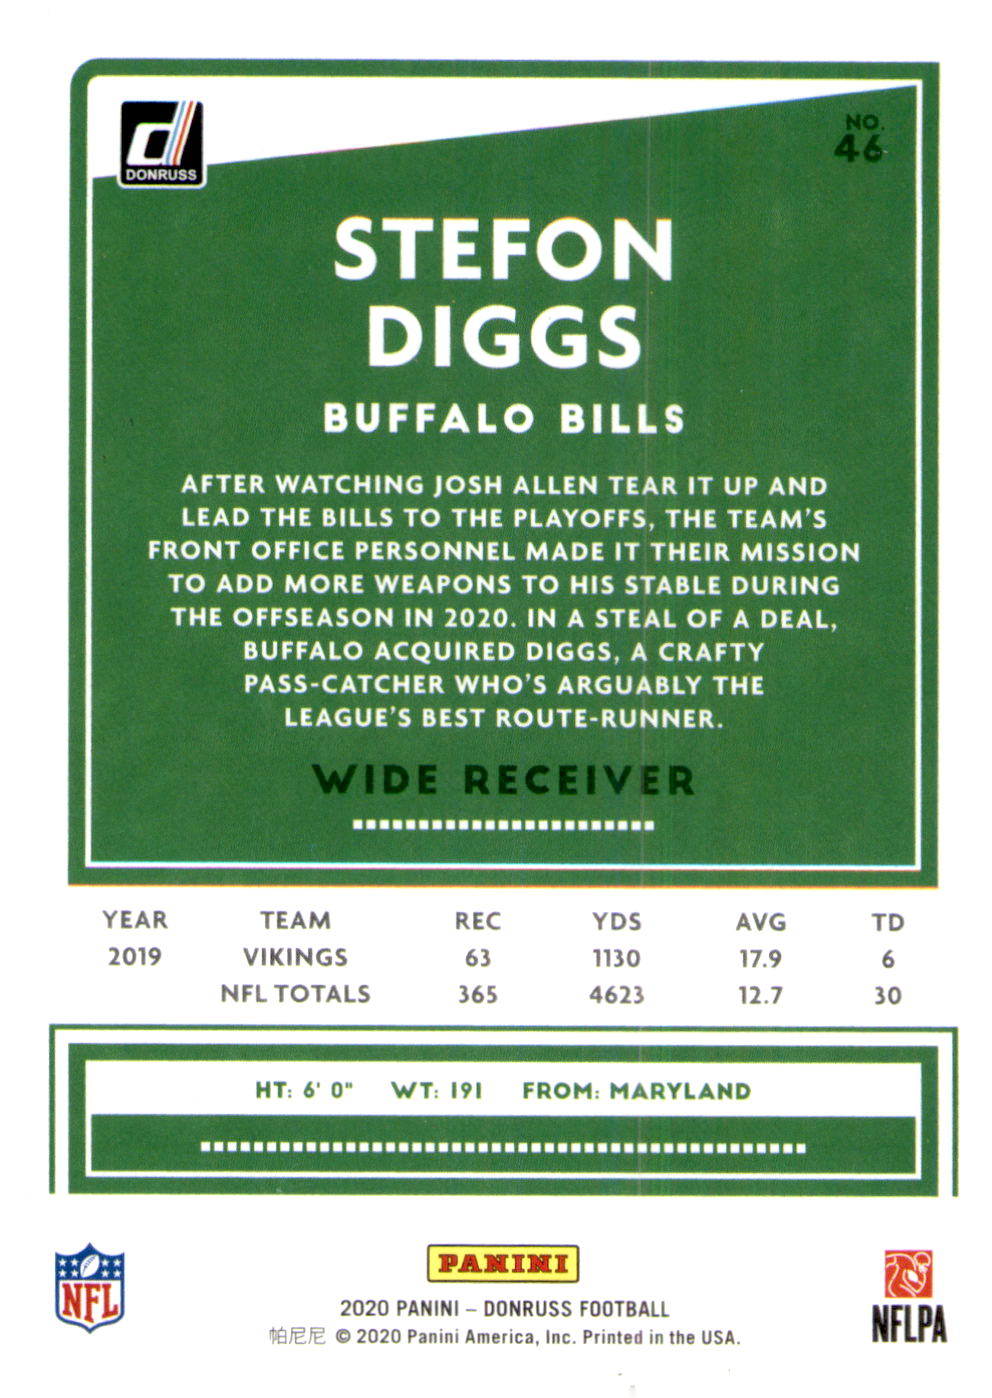 DONRUSS
NO.
46
STEFON
DIGGS
BUFFALO BILLS
AFTER WATCHING JOSH ALLEN TEAR IT UP AND
LEAD THE BILLS TO THE PLAYOFFS, THE TEAM'S
FRONT OFFICE PERSONNEL MADE IT THEIR MISSION
TO ADD MORE WEAPONS TO HIS STABLE DURING
THE OFFSEASON IN 2020. IN A STEAL OF A DEAL,
BUFFALO ACQUIRED DIGGS, A CRAFTY
PASS-CATCHER WHO'S ARGUABLY THE
LEAGUE'S BEST ROUTE-RUNNER.
WIDE RECEIVER
YEAR TEAM REC YDS AVG TD
2019 VIKINGS 63 1130 17.9 6
NFL TOTALS 365 4623 12.7 30
HT: 6' 0" WT: 191 FROM: MARYLAND
NFL
PANINI
2020 PANINI – DONRUSS FOOTBALL
帕尼尼 © 2020 Panini America, Inc. Printed in the USA.
NFLPA